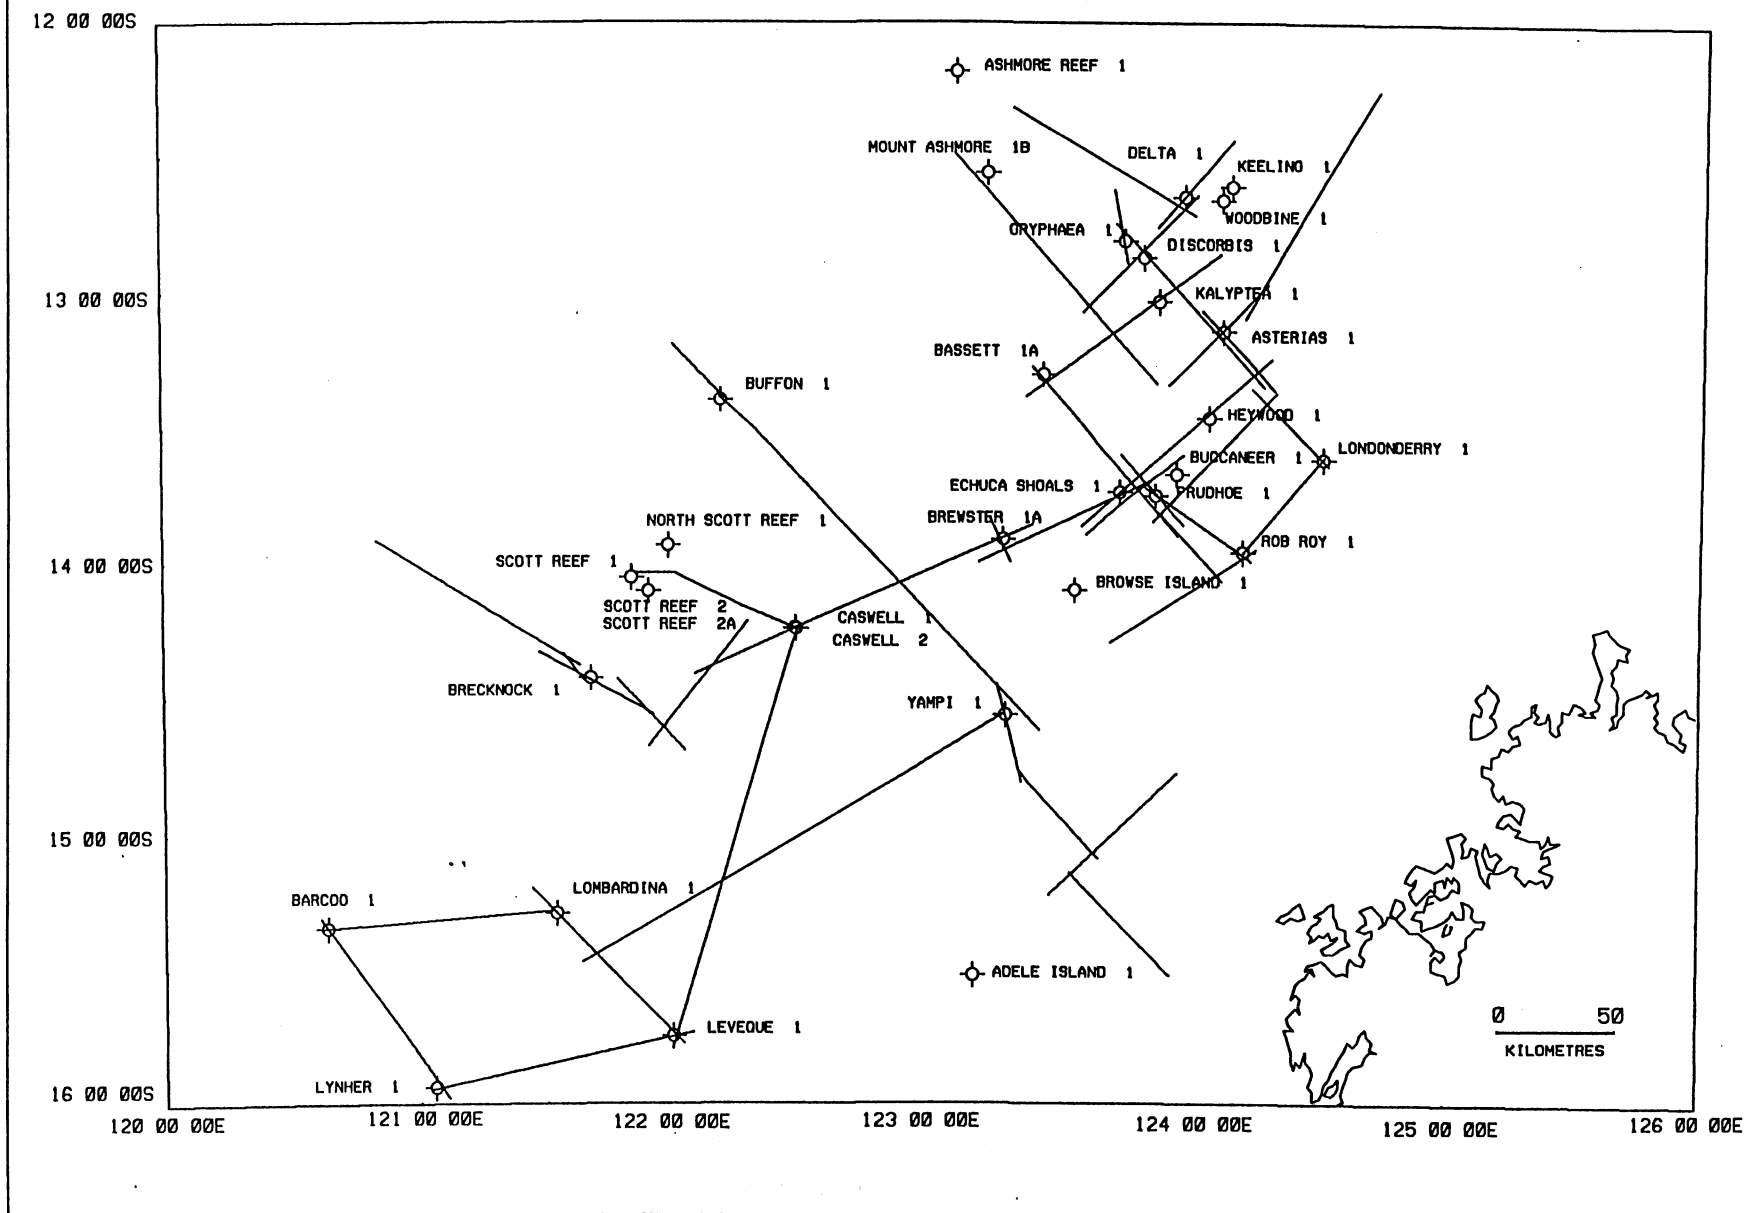 12 00 00S
ASHMORE REEF 1
MOUNT ASHMORE 1B
DELTA 1
KEELING 1
WOODBINE 1
GRYPHAEA 1
DISCORBIS 1
13 00 00S
KALYPTEA 1
ASTERIAS 1
BASSETT 1A
BUFFON 1
HEYWOOD 1
LONDONDERRY 1
BUCCANEER 1
ECHUCA SHOALS 1
PRUDHOE 1
BREWSTER 1A
NORTH SCOTT REEF 1
ROB ROY 1
SCOTT REEF 1
14 00 00S
BROWSE ISLAND 1
SCOTT REEF 2
SCOTT REEF 2A
CASWELL 1
CASWELL 2
BRECKNOCK 1
YAMPI 1
15 00 00S
LOMBARDINA 1
BARCOO 1
ADELE ISLAND 1
LEVEQUE 1
0 50
KILOMETRES
LYNHER 1
16 00 00S
120 00 00E
121 00 00E
122 00 00E
123 00 00E
124 00 00E
125 00 00E
126 00 00E